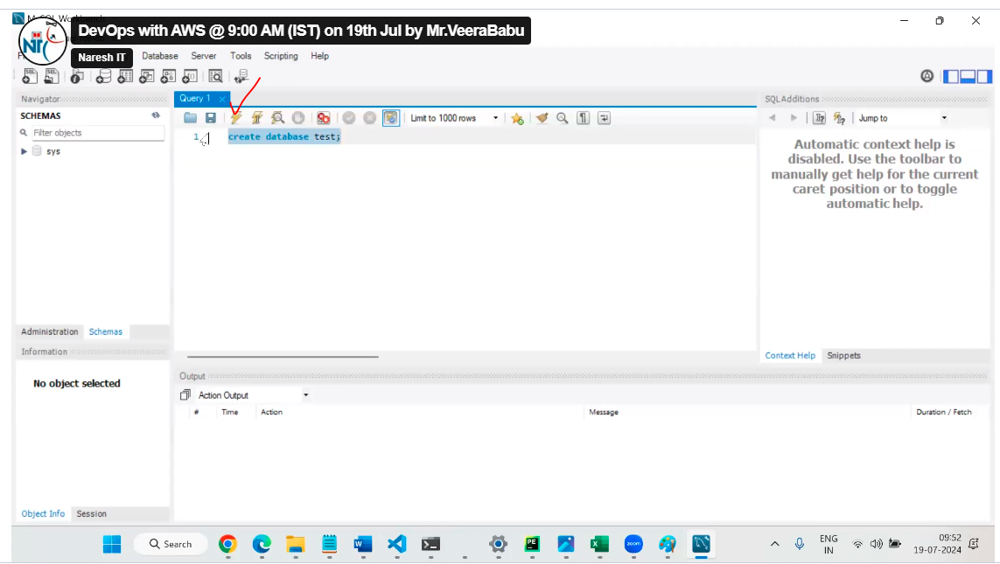 DevOps with AWS @ 9:00 AM (IST) on 19th Jul by Mr.VeeraBabu
NiT
Naresh IT
Database Server Tools Scripting Help
Navigator
SCHEMAS
Filter objects
sys
Administration Schemas
Information
No object selected
Object Info Session
Query 1
Limit to 1000 rows
1 create database test;
Output
Action Output
# Time Action Message Duration / Fetch
SQLAdditions
Jump to
Automatic context help is
disabled. Use the toolbar to
manually get help for the current
caret position or to toggle
automatic help.
Context Help Snippets
Search
ENG
IN
09:52
19-07-2024